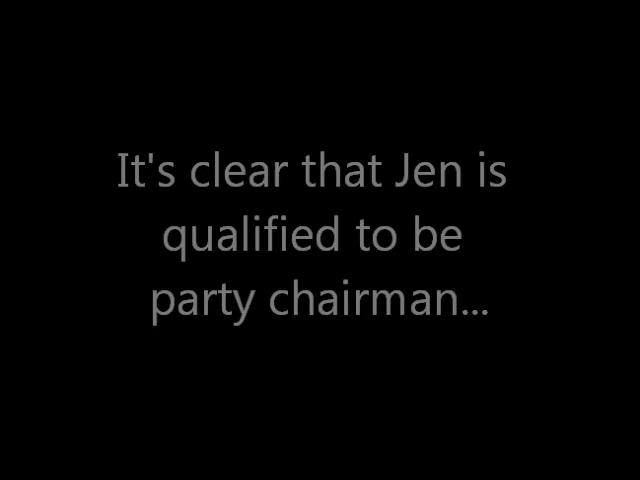 It's clear that Jen is
qualified to be
party chairman...